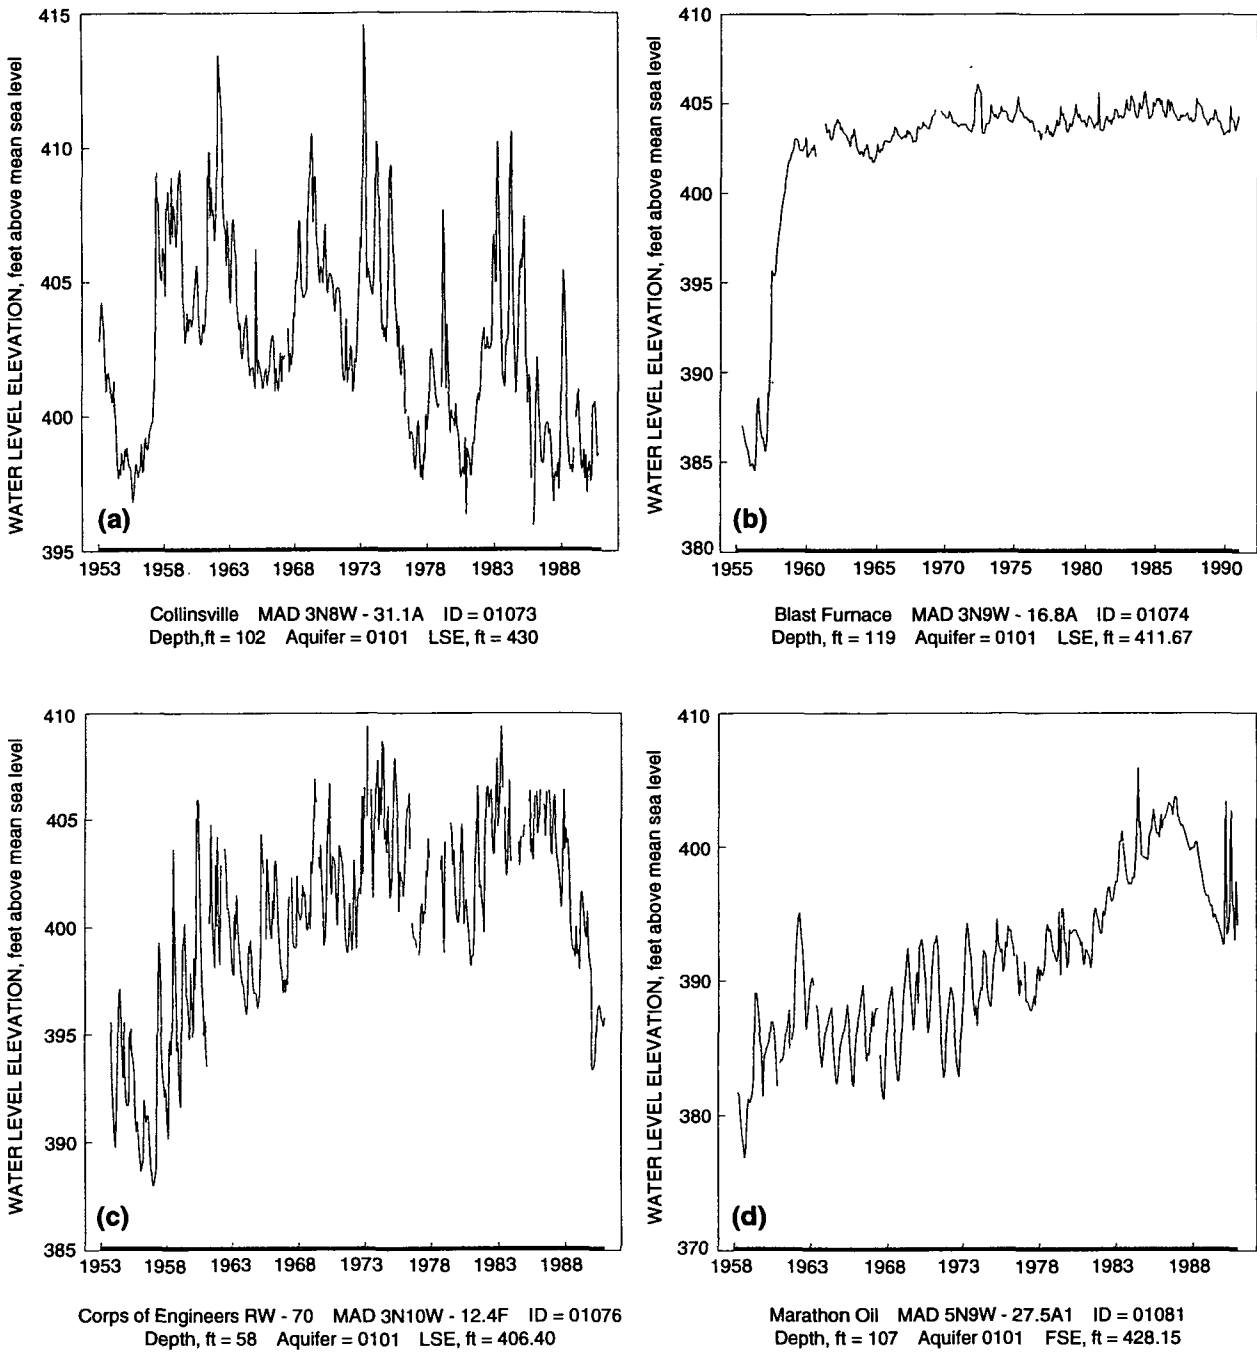 WATER LEVEL ELEVATION, feet above mean sea level
415
410
405
400
395
(a)
1953 1958 1963 1968 1973 1978 1983 1988
Collinsville MAD 3N8W - 31.1A ID = 01073
Depth,ft = 102 Aquifer = 0101 LSE, ft = 430
WATER LEVEL ELEVATION, feet above mean sea level
410
405
400
395
390
385
380
(b)
1955 1960 1965 1970 1975 1980 1985 1990
Blast Furnace MAD 3N9W - 16.8A ID = 01074
Depth, ft = 119 Aquifer = 0101 LSE, ft = 411.67
WATER LEVEL ELEVATION, feet above mean sea level
410
405
400
395
390
385
(c)
1953 1958 1963 1968 1973 1978 1983 1988
Corps of Engineers RW - 70 MAD 3N10W - 12.4F ID = 01076
Depth, ft = 58 Aquifer = 0101 LSE, ft = 406.40
WATER LEVEL ELEVATION, feet above mean sea level
410
400
390
380
370
(d)
1958 1963 1968 1973 1978 1983 1988
Marathon Oil MAD 5N9W - 27.5A1 ID = 01081
Depth, ft = 107 Aquifer 0101 FSE, ft = 428.15